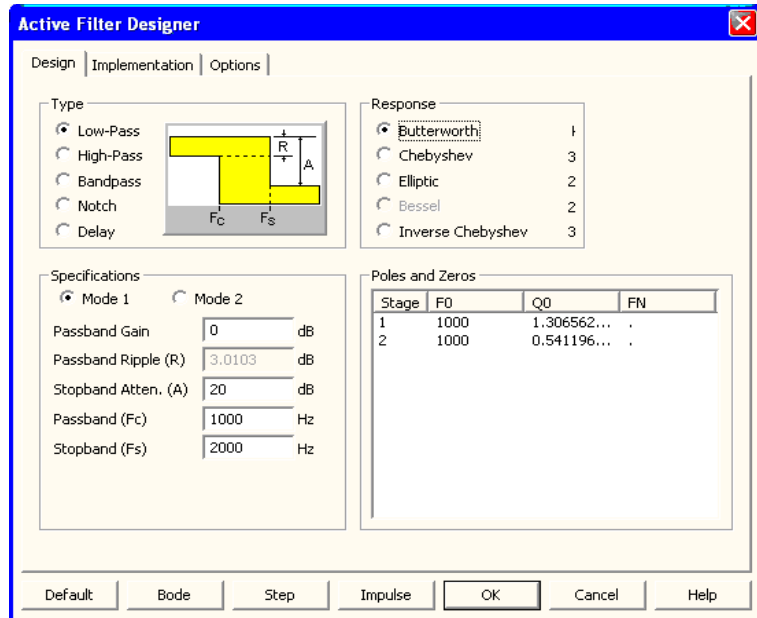 Active Filter Designer
Design Implementation Options
Type
Low-Pass
High-Pass
Bandpass
Notch
Delay
R
A
FC FS
Response
Butterworth
Chebyshev 3
Elliptic 2
Bessel 2
Inverse Chebyshev 3
Specifications
Mode 1 Mode 2
Passband Gain 0 dB
Passband Ripple (R) 3.0103 dB
Stopband Atten. (A) 20 dB
Passband (Fc) 1000 Hz
Stopband (Fs) 2000 Hz
Poles and Zeros
Stage F0 Q0 FN
1 1000 1.306562... .
2 1000 0.541196... .
Default Bode Step Impulse OK Cancel Help